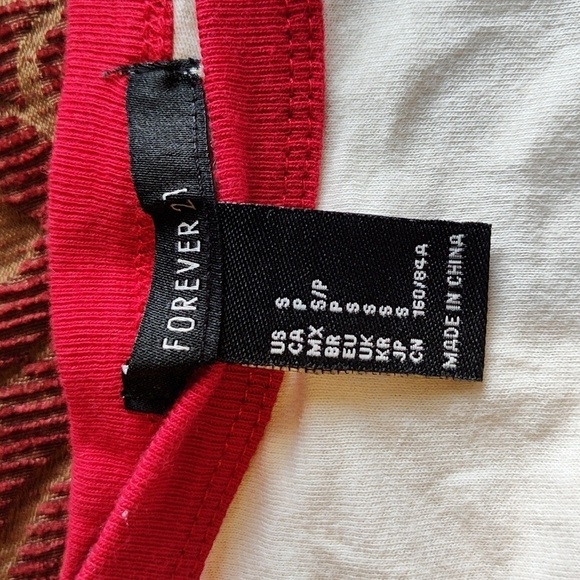 FOREVER 21
US S
CA P
MX S/P
BR P
EU S
UK S
KR S
JP S
CN 160/84A
MADE IN CHINA